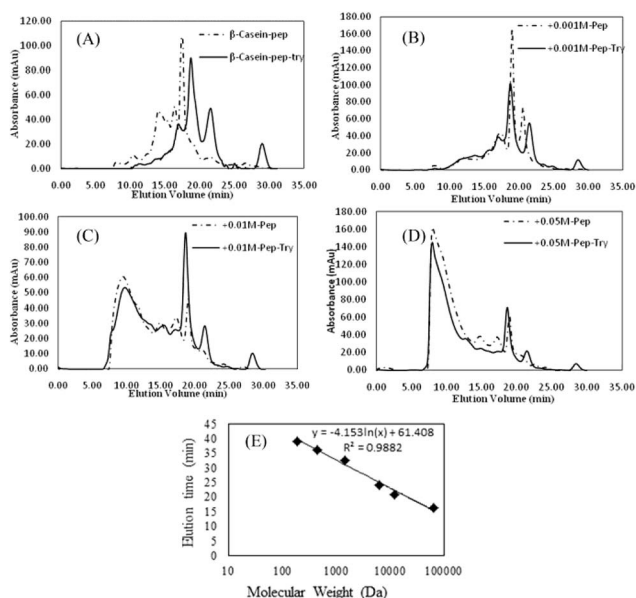 (A)
β-Casein-pep
β-Casein-pep-try
120.00
100.00
80.00
60.00
40.00
20.00
0.00
Absorbance (mAu)
0.00 5.00 10.00 15.00 20.00 25.00 30.00 35.00
Elution Volume (min)
(B)
+0.001M-Pep
+0.001M-Pep-Try
180.00
160.00
140.00
120.00
100.00
80.00
60.00
40.00
20.00
0.00
Absorbance (mAu)
0.00 5.00 10.00 15.00 20.00 25.00 30.00 35.00
Elution Volume (min)
(C)
+0.01M-Pep
+0.01M-Pep-Try
100.00
90.00
80.00
70.00
60.00
50.00
40.00
30.00
20.00
10.00
0.00
Absorbance (mAu)
0.00 5.00 10.00 15.00 20.00 25.00 30.00 35.00
Elution Volume (min)
(D)
+0.05M-Pep
+0.05M-Pep-Try
180.00
160.00
140.00
120.00
100.00
80.00
60.00
40.00
20.00
0.00
Absorbance (mAu)
0.00 5.00 10.00 15.00 20.00 25.00 30.00 35.00
Elution Volume (min)
(E)
y = -4.153ln(x) + 61.408
R² = 0.9882
45
40
35
30
25
20
15
10
5
0
Elution time (min)
10 100 1000 10000 100000
Molecular Weight (Da)